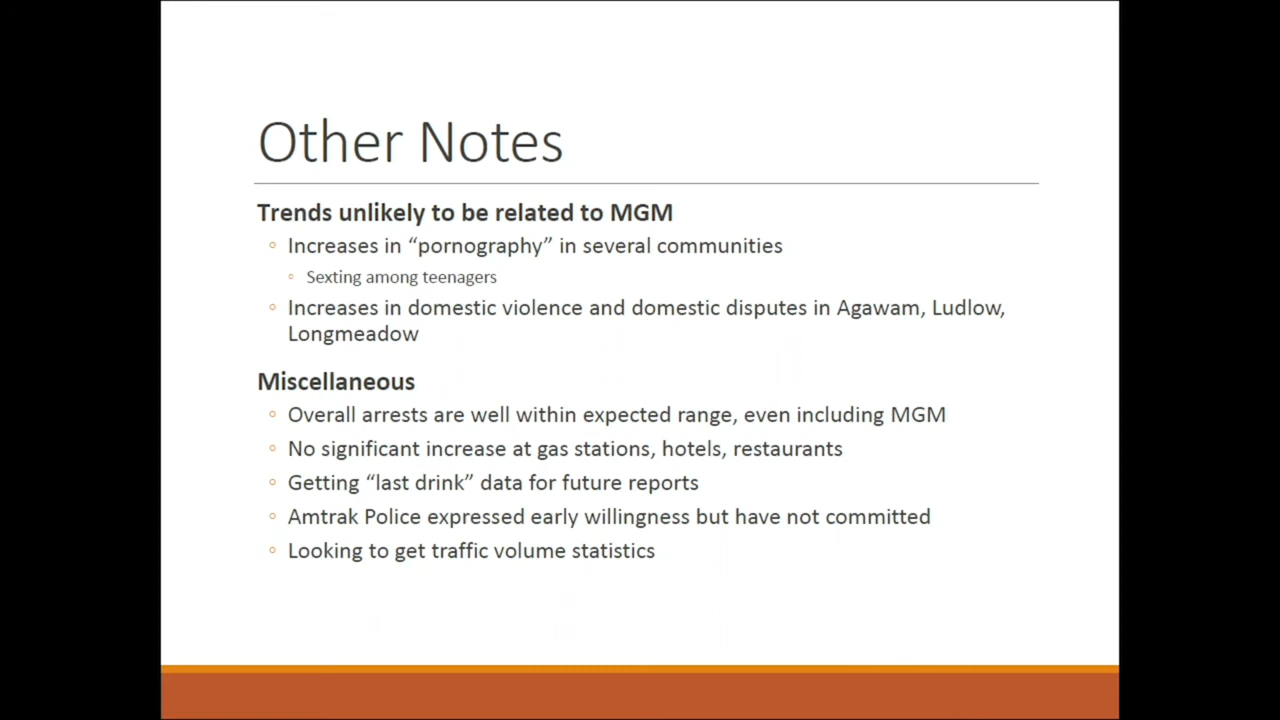 Other Notes
Trends unlikely to be related to MGM
◦ Increases in “pornography” in several communities
◦ Sexting among teenagers
◦ Increases in domestic violence and domestic disputes in Agawam, Ludlow,
Longmeadow
Miscellaneous
◦ Overall arrests are well within expected range, even including MGM
◦ No significant increase at gas stations, hotels, restaurants
◦ Getting “last drink” data for future reports
◦ Amtrak Police expressed early willingness but have not committed
◦ Looking to get traffic volume statistics